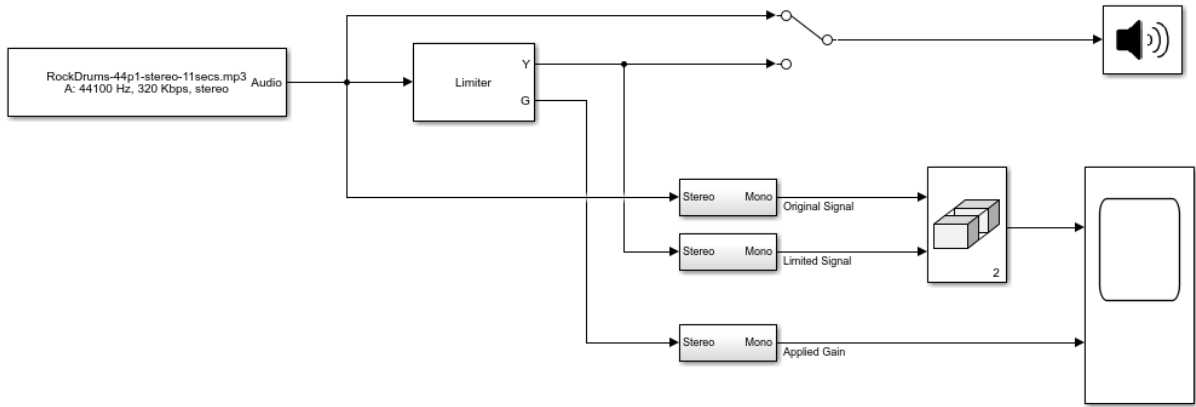 RockDrums-44p1-stereo-11secs.mp3
A: 44100 Hz, 320 Kbps, stereo
Audio
Limiter
Y
G
Stereo Mono
Original Signal
Stereo Mono
Limited Signal
2
Stereo Mono
Applied Gain